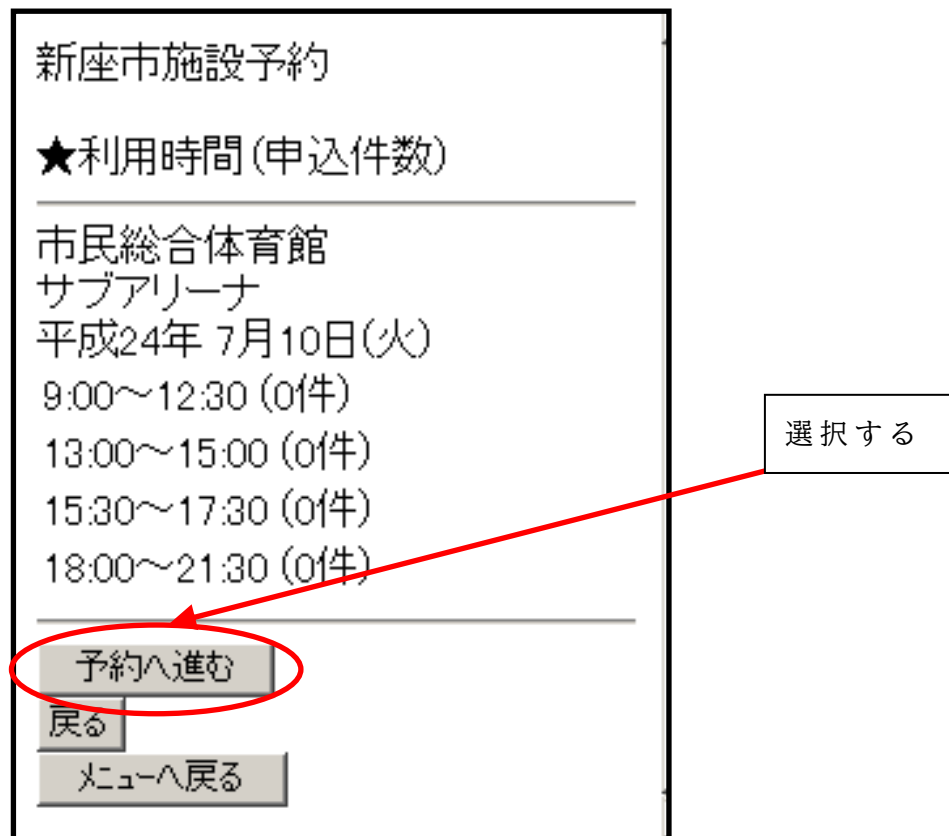 新座市施設予約
★利用時間(申込件数)
市民総合体育館
サブアリーナ
平成24年 7月10日(火)
9:00～12:30 (0件)
13:00～15:00 (0件)
15:30～17:30 (0件)
18:00～21:30 (0件)
選択する
予約へ進む
戻る
メニューへ戻る